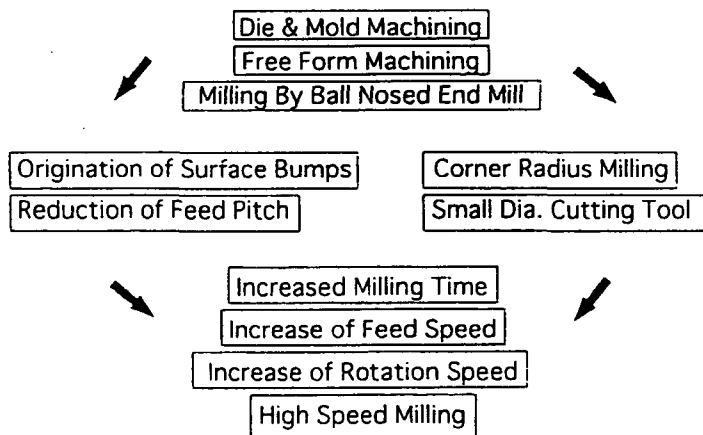 Die & Mold Machining
Free Form Machining
Milling By Ball Nosed End Mill
Origination of Surface Bumps
Reduction of Feed Pitch
Corner Radius Milling
Small Dia. Cutting Tool
Increased Milling Time
Increase of Feed Speed
Increase of Rotation Speed
High Speed Milling